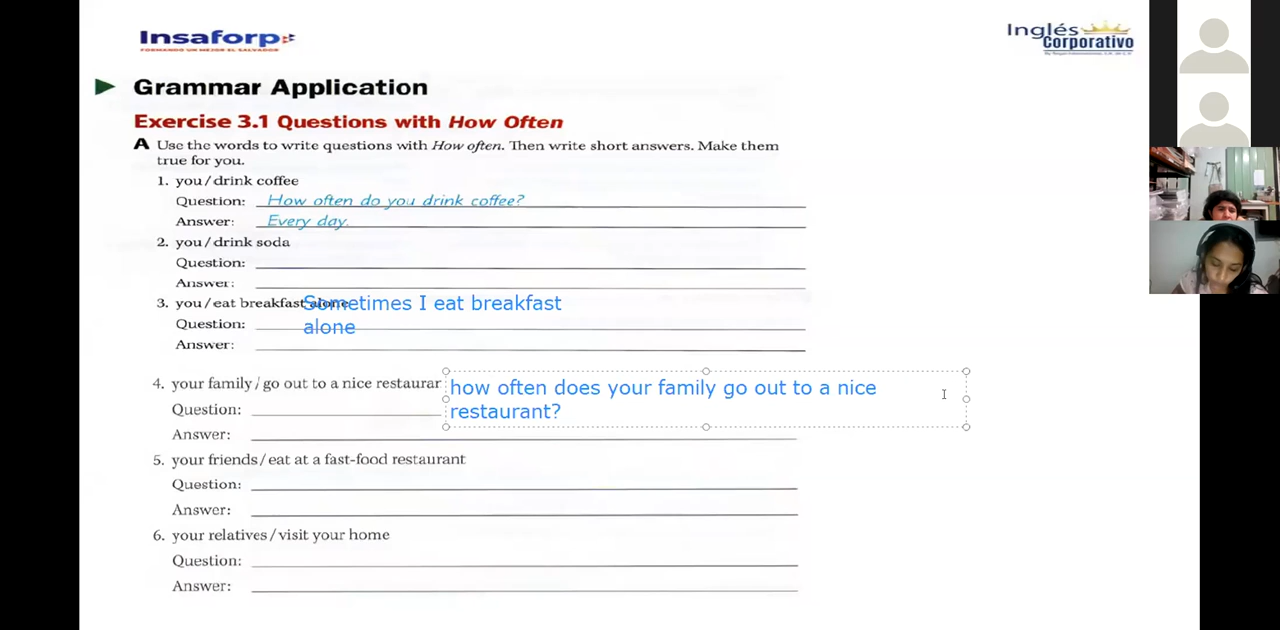 Insaforp
FORMANDO UN MEJOR EL SALVADOR
Inglés
Corporativo
Grammar Application
Exercise 3.1 Questions with How Often
A Use the words to write questions with How often. Then write short answers. Make them
true for you.
1. you / drink coffee
Question: How often do you drink coffee?
Answer: Every day.
2. you / drink soda
Question:
Answer:
3. you / eat breakfast alone
Sometimes I eat breakfast
alone
Question:
Answer:
4. your family / go out to a nice restaurar
how often does your family go out to a nice
restaurant?
Question:
Answer:
5. your friends / eat at a fast-food restaurant
Question:
Answer:
6. your relatives / visit your home
Question:
Answer: